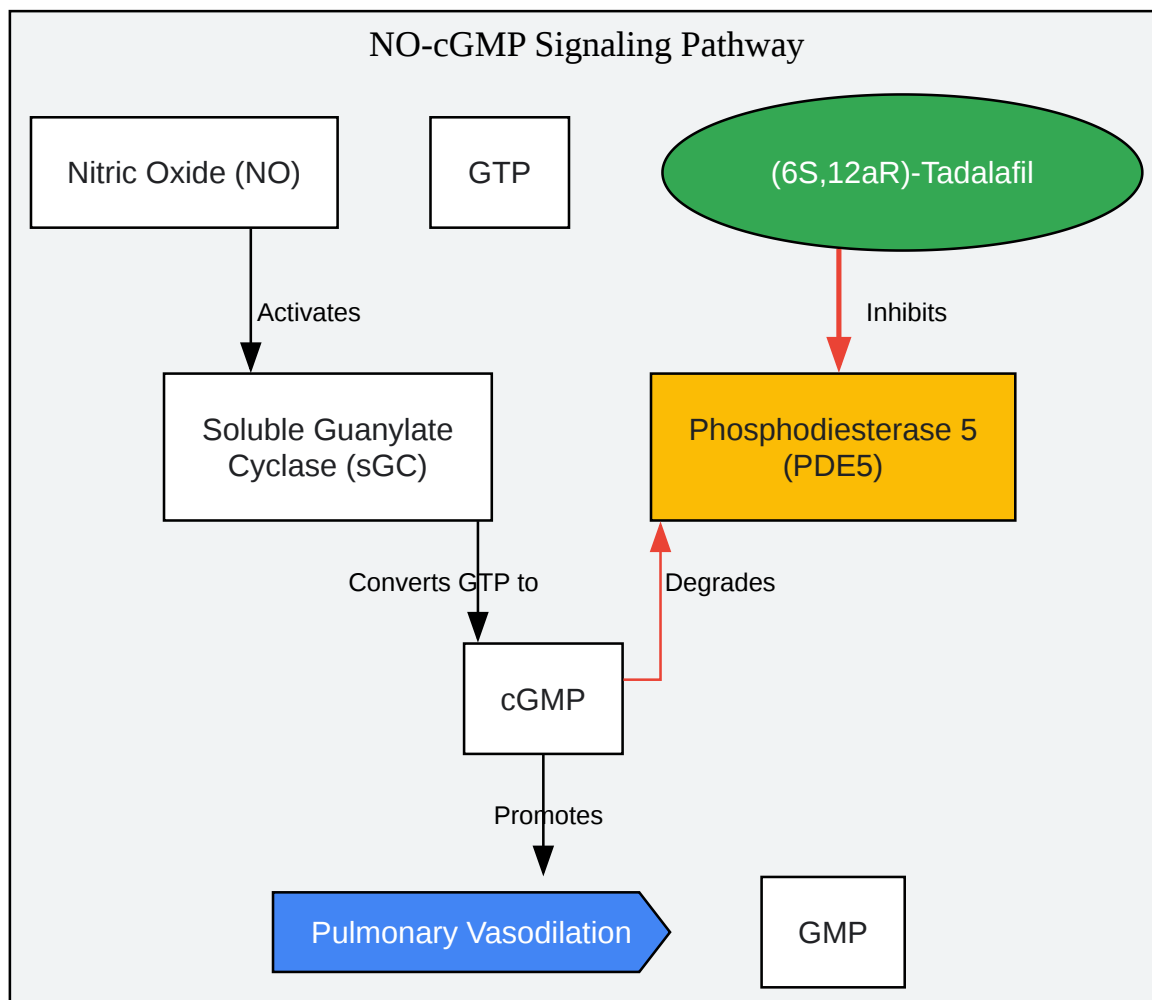 NO-cGMP Signaling Pathway
Nitric Oxide (NO)
GTP
(6S,12aR)-Tadalafil
Activates
Inhibits
Soluble Guanylate
Cyclase (sGC)
Phosphodiesterase 5
(PDE5)
Converts GTP to
Degrades
cGMP
Promotes
Pulmonary Vasodilation
GMP